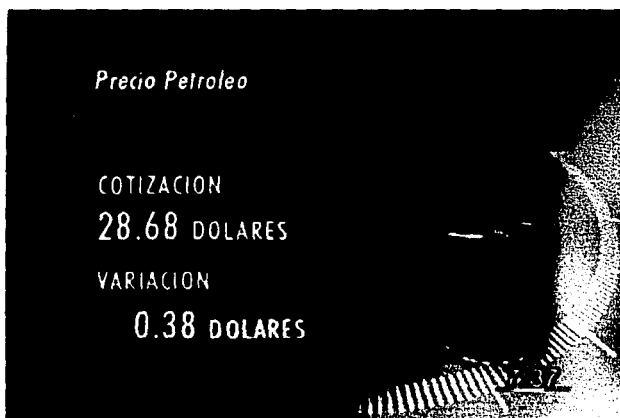 Precio Petroleo
COTIZACION
28.68 DOLARES
VARIACION
0.38 DOLARES